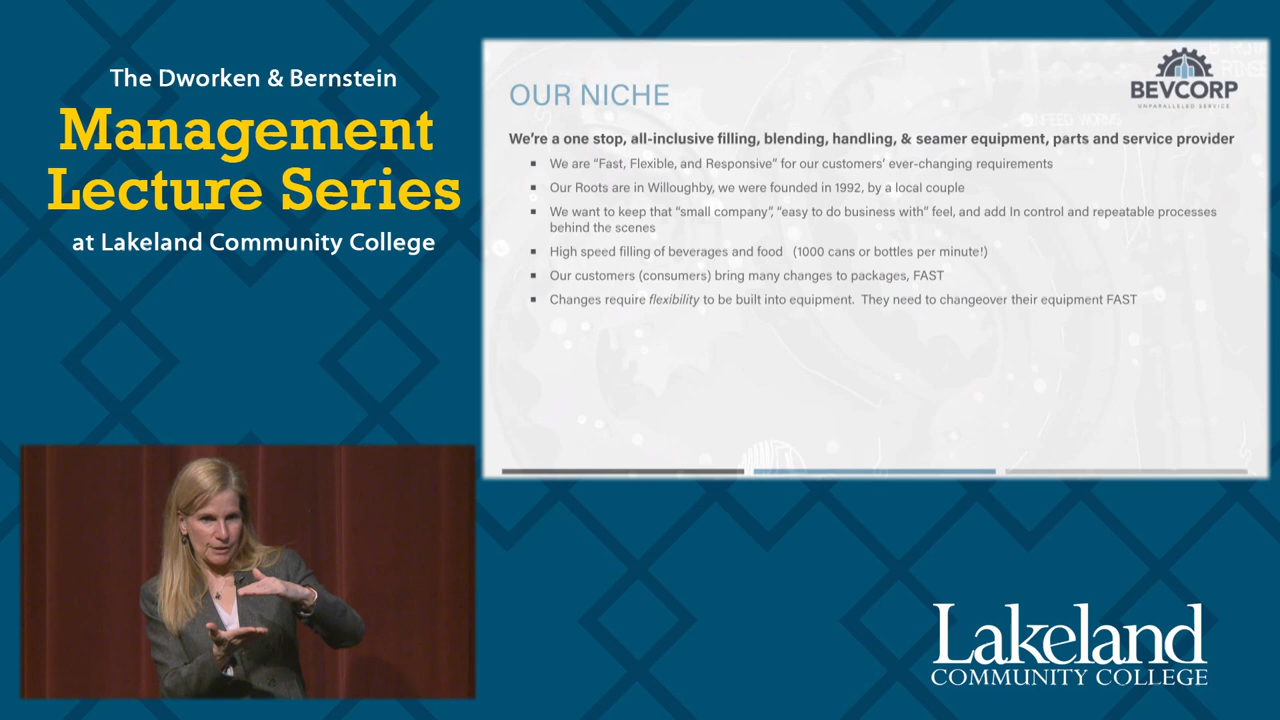 The Dworken & Bernstein
Management
Lecture Series
at Lakeland Community College
BEVCORP
UNPARALLELED SERVICE
OUR NICHE
We're a one stop, all-inclusive filling, blending, handling, & seamer equipment, parts and service provider
▪ We are “Fast, Flexible, and Responsive” for our customers' ever-changing requirements
▪ Our Roots are in Willoughby, we were founded in 1992, by a local couple
▪ We want to keep that “small company”, “easy to do business with” feel, and add In control and repeatable processes
behind the scenes
▪ High speed filling of beverages and food (1000 cans or bottles per minute!)
▪ Our customers (consumers) bring many changes to packages, FAST
▪ Changes require flexibility to be built into equipment. They need to changeover their equipment FAST
Lakeland
COMMUNITY COLLEGE